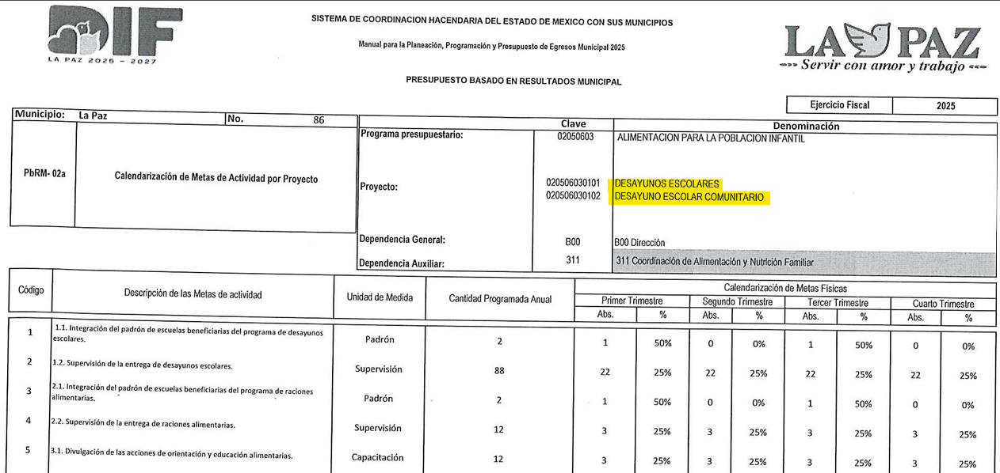 DIF
LA PAZ 2025 - 2027
SISTEMA DE COORDINACION HACENDARIA DEL ESTADO DE MEXICO CON SUS MUNICIPIOS
Manual para la Planeación, Programación y Presupuesto de Egresos Municipal 2025
PRESUPUESTO BASADO EN RESULTADOS MUNICIPAL
LA PAZ
Servir con amor y trabajo
Ejercicio Fiscal 2025
Municipio: La Paz No. 86
PbRM- 02a Calendarización de Metas de Actividad por Proyecto
Clave Denominación
Programa presupuestario: 02050603 ALIMENTACION PARA LA POBLACION INFANTIL
Proyecto: 020506030101 DESAYUNOS ESCOLARES
020506030102 DESAYUNO ESCOLAR COMUNITARIO
Dependencia General: B00 B00 Dirección
Dependencia Auxiliar: 311 311 Coordinación de Alimentación y Nutrición Familiar
Código Descripción de las Metas de actividad Unidad de Medida Cantidad Programada Anual Calendarización de Metas Físicas
Primer Trimestre Segundo Trimestre Tercer Trimestre Cuarto Trimestre
Abs. % Abs. % Abs. % Abs. %
1 1.1. Integración del padrón de escuelas beneficiarias del programa de desayunos
escolares. Padrón 2 1 50% 0 0% 1 50% 0 0%
2 1.2. Supervisión de la entrega de desayunos escolares. Supervisión 88 22 25% 22 25% 22 25% 22 25%
3 2.1. Integración del padrón de escuelas beneficiarias del programa de raciones
alimentarias. Padrón 2 1 50% 0 0% 1 50% 0 0%
4 2.2. Supervisión de la entrega de raciones alimentarias. Supervisión 12 3 25% 3 25% 3 25% 3 25%
5 3.1. Divulgación de las acciones de orientación y educación alimentarias. Capacitación 12 3 25% 3 25% 3 25% 3 25%